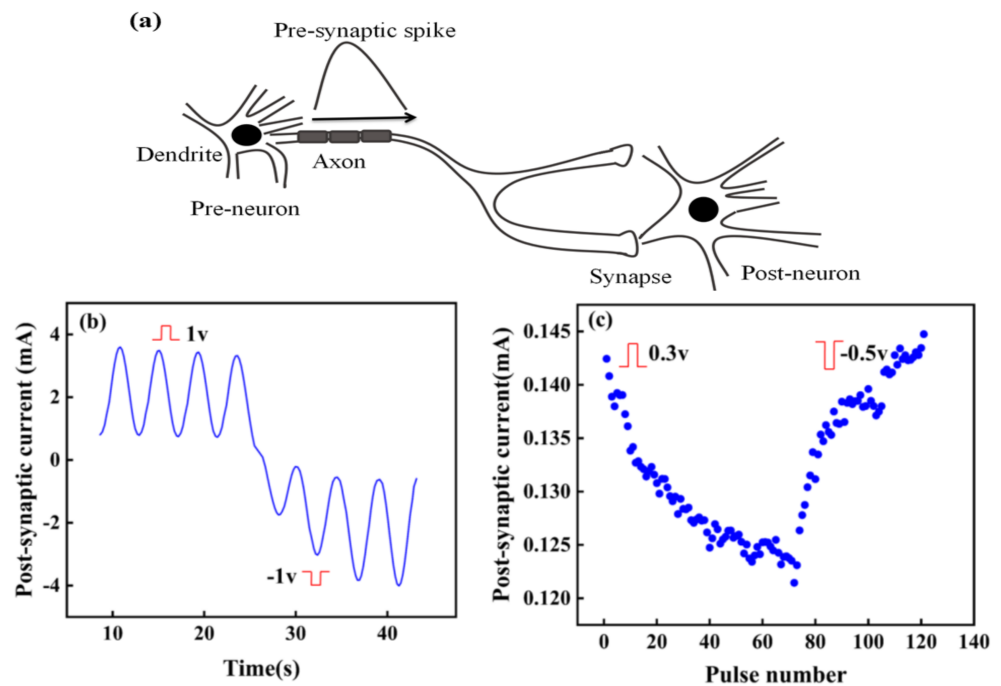 (a)
Pre-synaptic spike
Dendrite
Axon
Pre-neuron
Synapse
Post-neuron
(b)
1v
-1v
Post-synaptic current (mA)
4
2
0
-2
-4
10
20
30
40
Time(s)
(c)
0.3v
-0.5v
Post-synaptic current(mA)
0.145
0.140
0.135
0.130
0.125
0.120
0
20
40
60
80
100
120
140
Pulse number